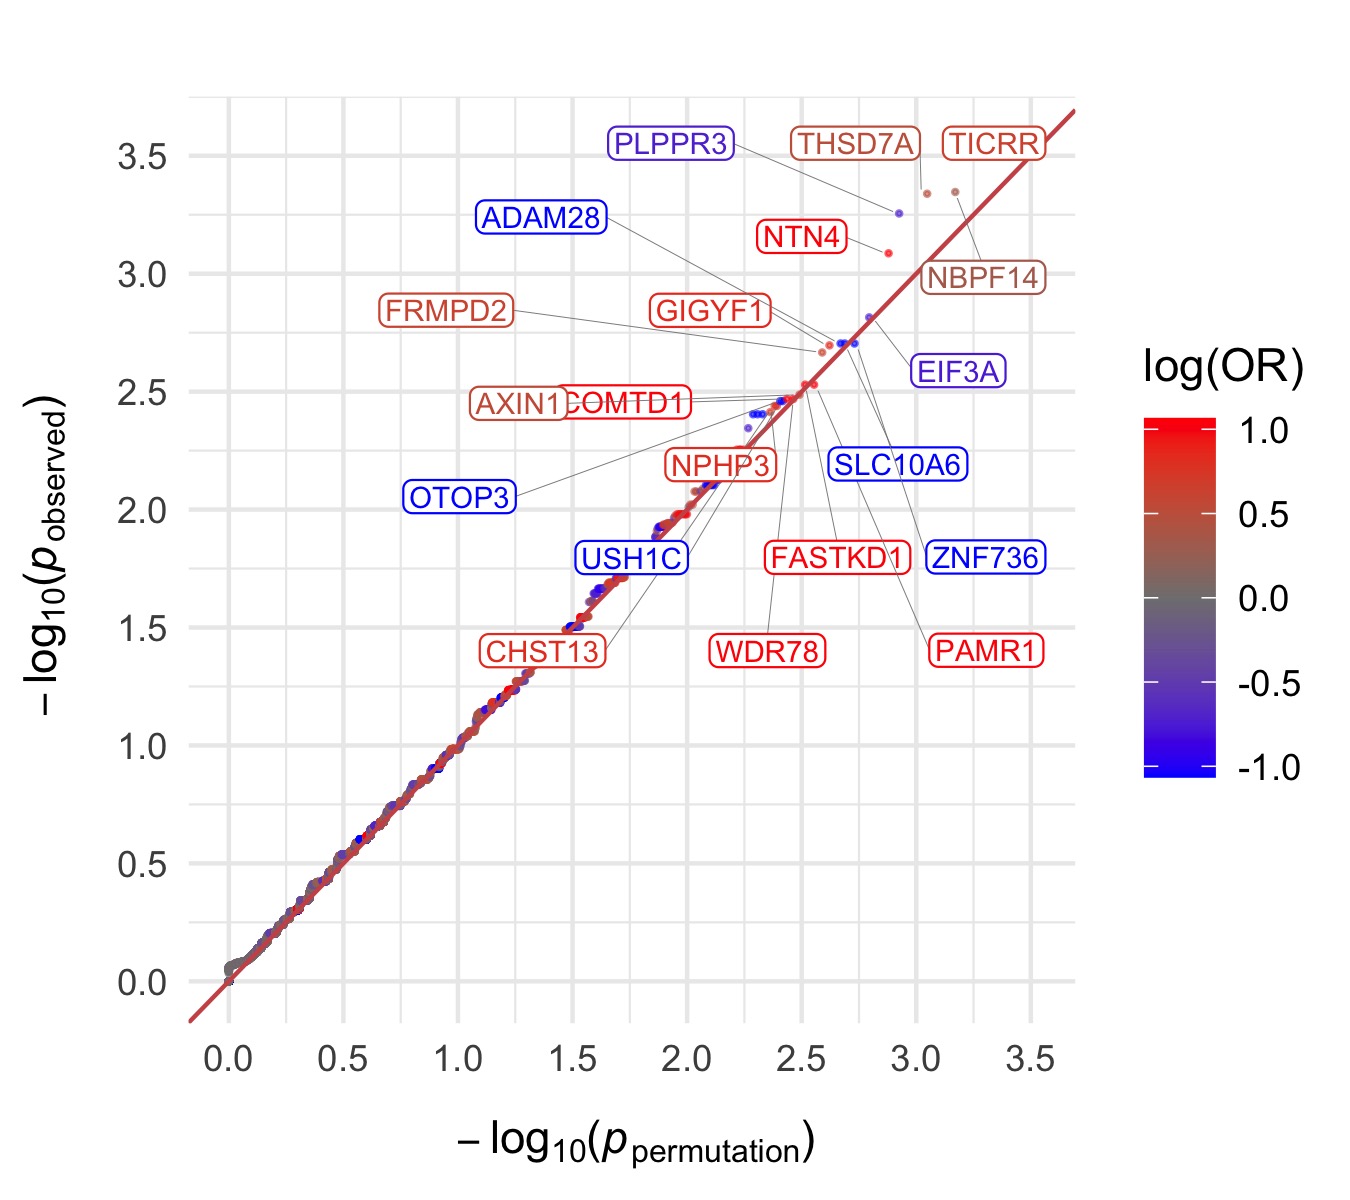 PLPPR3
THSD7A
TICRR
ADAM28
NTN4
NBPF14
FRMPD2
GIGYF1
EIF3A
AXIN1
COMTD1
NPHP3
SLC10A6
OTOP3
USH1C
FASTKD1
ZNF736
CHST13
WDR78
PAMR1
3.5
3.0
2.5
2.0
1.5
1.0
0.5
0.0
0.0 0.5 1.0 1.5 2.0 2.5 3.0 3.5
− log10(p observed)
− log10(p permutation)
log(OR)
1.0
0.5
0.0
-0.5
-1.0